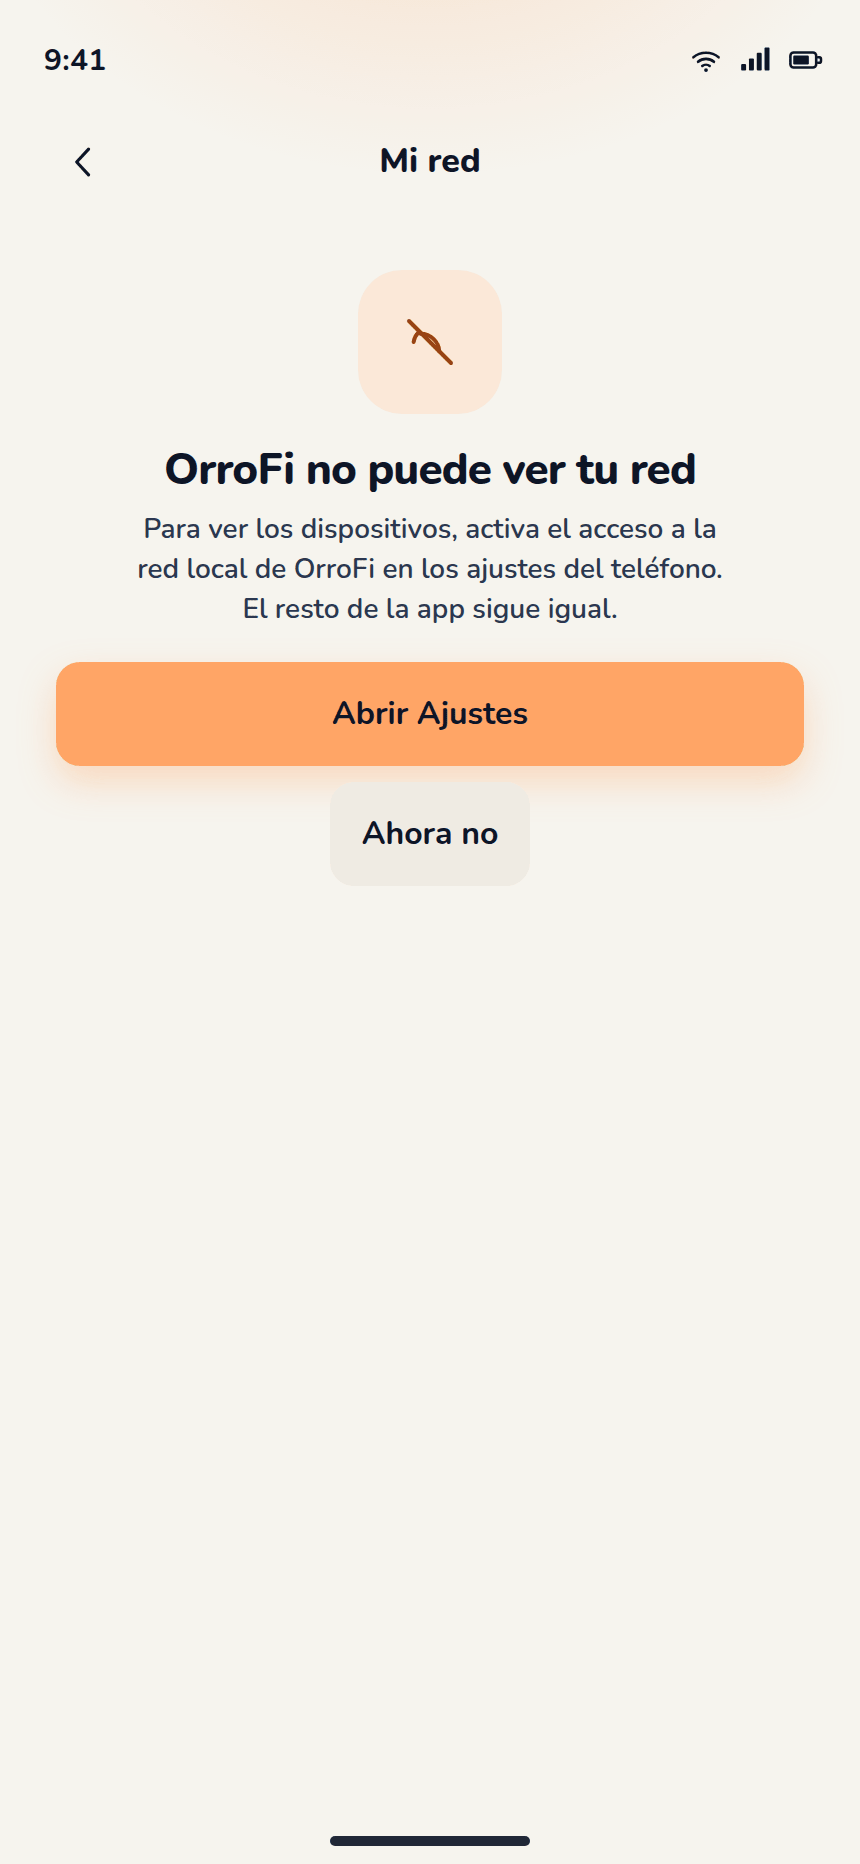 9:41
Mi red
OrroFi no puede ver tu red
Para ver los dispositivos, activa el acceso a la
red local de OrroFi en los ajustes del teléfono.
El resto de la app sigue igual.
Abrir Ajustes
Ahora no